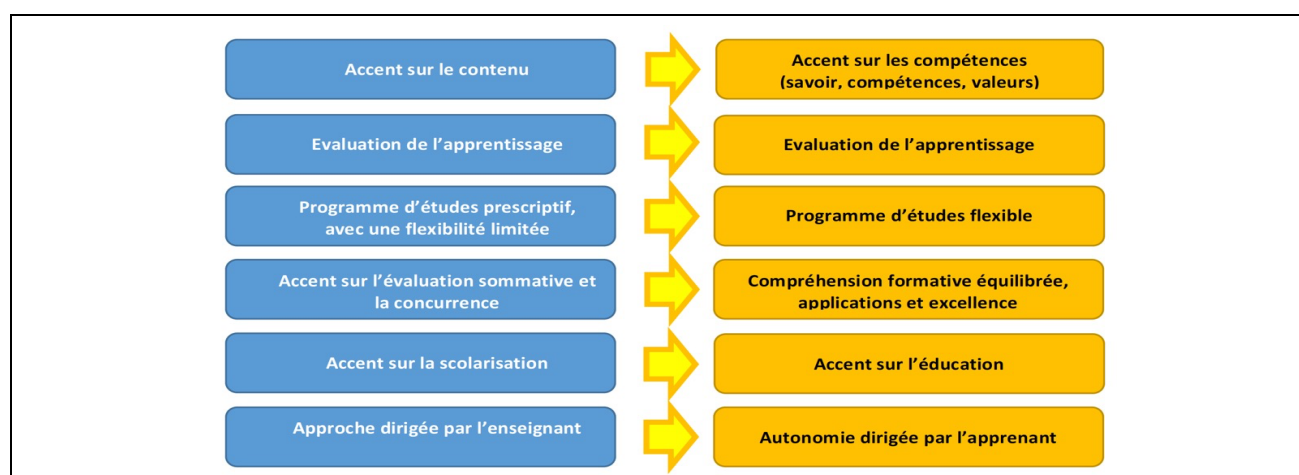 Accent sur le contenu
Accent sur les compétences
(savoir, compétences, valeurs)
Evaluation de l’apprentissage
Evaluation de l’apprentissage
Programme d’études prescriptif,
avec une flexibilité limitée
Programme d’études flexible
Accent sur l’évaluation sommative et
la concurrence
Compréhension formative équilibrée,
applications et excellence
Accent sur la scolarisation
Accent sur l’éducation
Approche dirigée par l’enseignant
Autonomie dirigée par l’apprenant